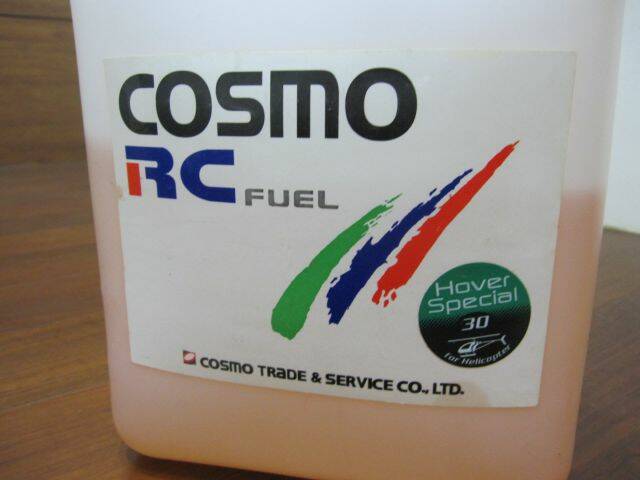 COSMO
RC FUEL
Hover
Special
30
For Helicopter
COSMO TRADE & SERVICE CO., LTD.